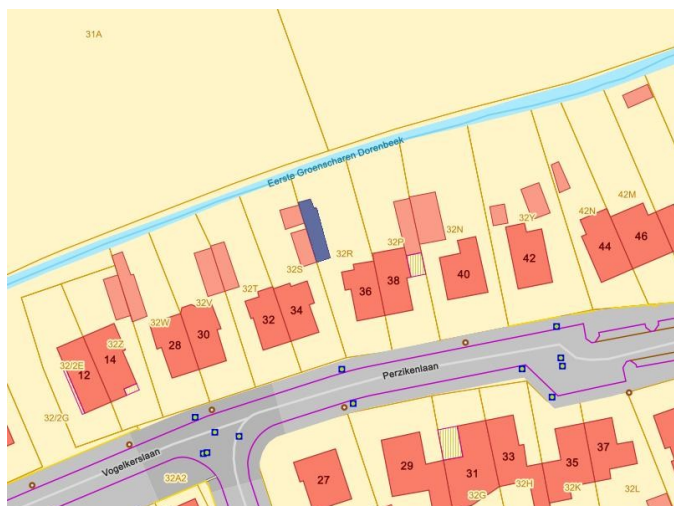 31A
Eerste Groenscharen Dorenbeek
42M
42N
32Y
32N
32P
32R
32S
32T
32V
32W
32Z
32/2E
32/2G
46
44
42
40
38
36
34
32
30
28
14
12
Perzikenlaan
Vogelkerslaan
32A2
27
29
31
33
35
37
32G
32H
32K
32L